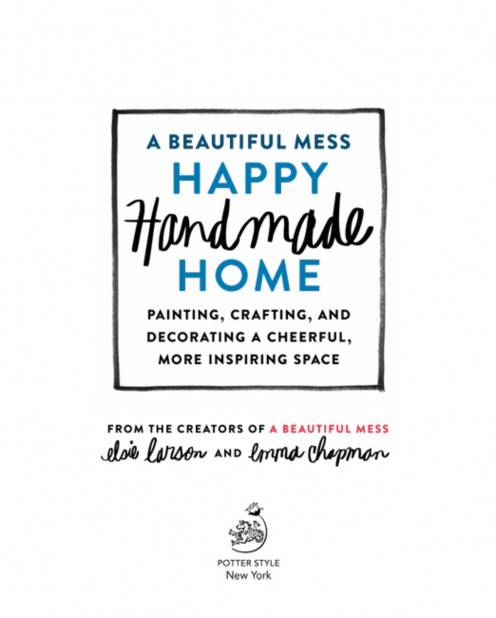 A BEAUTIFUL MESS
HAPPY
Handmade
HOME
PAINTING, CRAFTING, AND
DECORATING A CHEERFUL,
MORE INSPIRING SPACE
FROM THE CREATORS OF A BEAUTIFUL MESS
elsie larson AND emma chapman
POTTER STYLE
New York